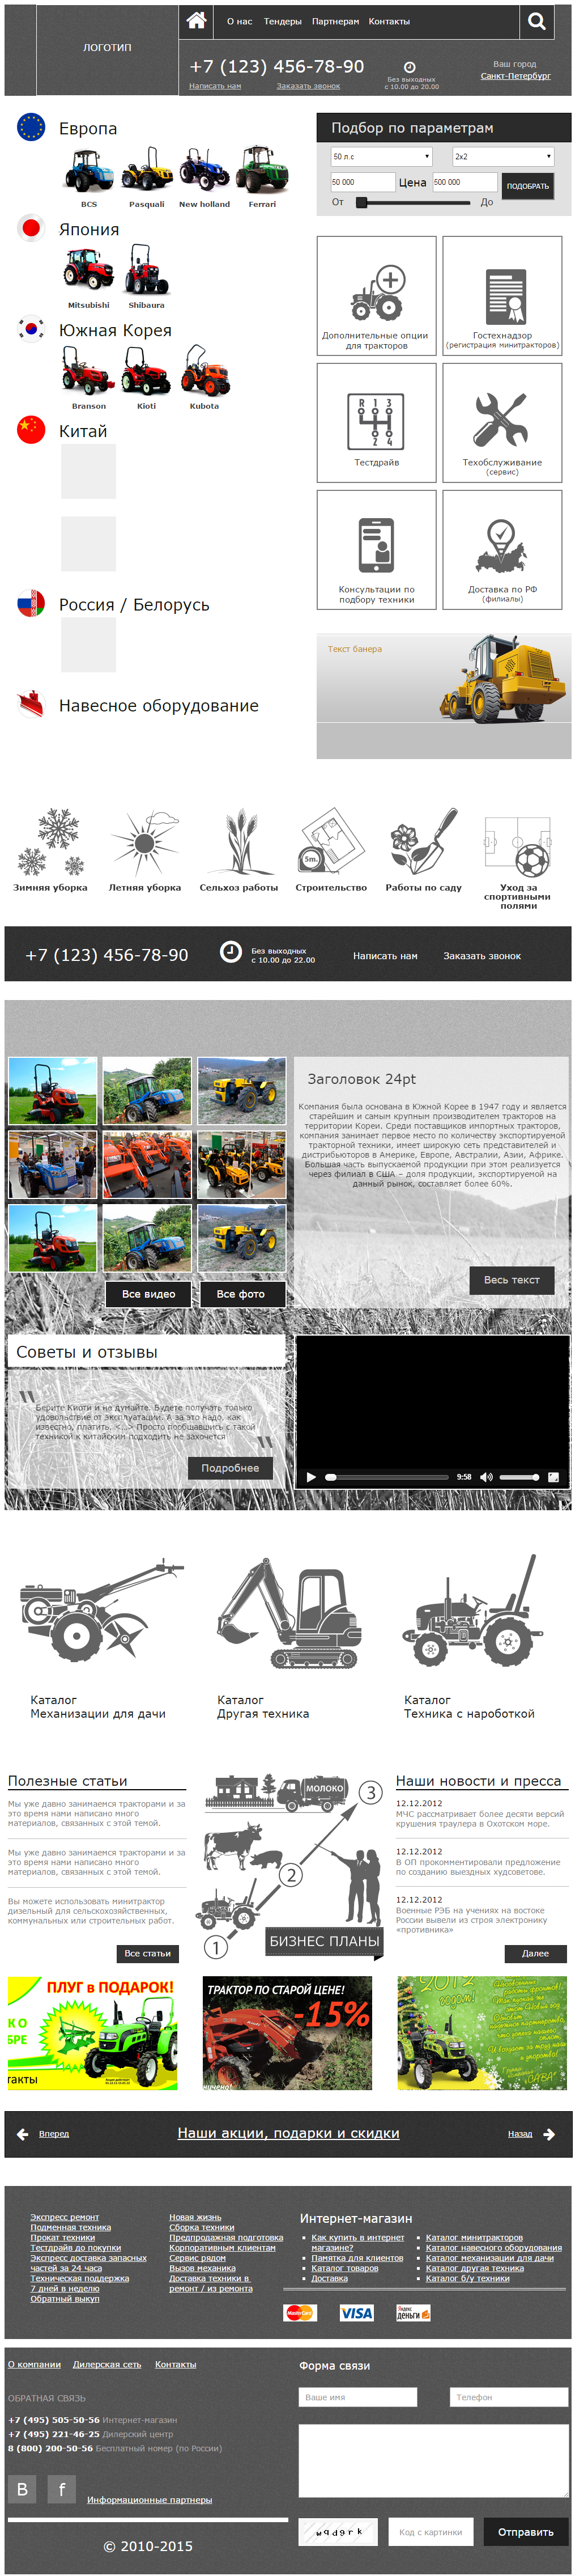 ЛОГОТИП
О нас Тендеры Партнерам Контакты
+7 (123) 456-78-90
Написать нам Заказать звонок
Без выходных
с 10.00 до 20.00
Ваш город
Санкт-Петербург
Европа
BCS Pasquali New holland Ferrari
Япония
Mitsubishi Shibaura
Южная Корея
Branson Kioti Kubota
Китай
Россия / Белорусь
Навесное оборудование
Подбор по параметрам
50 л.с 2x2
50 000 Цена 500 000 ПОДОБРАТЬ
От До
Дополнительные опции
для тракторов
Гостехнадзор
(регистрация минитракторов)
R 1 3
2 4
Тестдрайв
Техобслуживание
(сервис)
Консультации по
подбору техники
Доставка по РФ
(филиалы)
Текст банера
5m.
Зимняя уборка Летняя уборка Сельхоз работы Строительство Работы по саду Уход за
спортивными
полями
+7 (123) 456-78-90
Без выходных
с 10.00 до 22.00
Написать нам Заказать звонок
Заголовок 24pt
Компания была основана в Южной Корее в 1947 году и является
старейшим и самым крупным производителем тракторов на
территории Кореи. Среди поставщиков импортных тракторов,
компания занимает первое место по количеству экспортируемой
тракторной техники, имеет широкую сеть представителей и
дистрибьюторов в Америке, Европе, Австралии, Азии, Африке.
Большая часть выпускаемой продукции при этом реализуется
через филиал в США – доля продукции, экспортируемой на
данный рынок, составляет более 60%.
Весь текст
Все видео Все фото
Советы и отзывы
Берите Киоти и на думайте. Будете получать только
удовольствие от эксплуатации. А за это надо, как
известно, платить. <...> Просто пообщавшись с такой
техникой к китайским подходить не захочется
Подробнее
9:58
Каталог
Механизации для дачи
Каталог
Другая техника
Каталог
Техника с наработкой
Полезные статьи
Мы уже давно занимаемся тракторами и за
это время нами написано много
материалов, связанных с этой темой.
Мы уже давно занимаемся тракторами и за
это время нами написано много
материалов, связанных с этой темой.
Вы можете использовать минитрактор
дизельный для сельскохозяйственных,
коммунальных или строительных работ.
Все статьи
МОЛОКО
3
2
1
БИЗНЕС ПЛАНЫ
Наши новости и пресса
12.12.2012
МЧС рассматривает более десяти версий
крушения траулера в Охотском море.
12.12.2012
В ОП прокомментировали предложение
по созданию выездных худсоветове.
12.12.2012
Военные РЭБ на учениях на востоке
России вывели из строя электронику
«противника»
Далее
ПЛУГ в ПОДАРОК!
К О
БРЕ
такты
ТРАКТОР ПО СТАРОЙ ЦЕНЕ!
-15%
ничено!
Вперед Наши акции, подарки и скидки Назад
Экспресс ремонт
Подменная техника
Прокат техники
Тестдрайв до покупки
Экспресс доставка запасных
частей за 24 часа
Техническая поддержка
7 дней в неделю
Обратный выкуп
Новая жизнь
Сборка техники
Предпродажная подготовка
Корпоративным клиентам
Сервис рядом
Вызов механика
Доставка техники в
ремонт / из ремонта
Интернет-магазин
Как купить в интернет
магазине?
Памятка для клиентов
Каталог товаров
Доставка
Каталог минитракторов
Каталог навесного оборудования
Каталог механизации для дачи
Каталог другая техника
Каталог б/у техники
MasterCard VISA Яндекс
деньги
О компании Дилерская сеть Контакты
ОБРАТНАЯ СВЯЗЬ
+7 (495) 505-50-56 Интернет-магазин
+7 (495) 221-46-25 Дилерский центр
8 (800) 200-50-56 Бесплатный номер (по России)
В f Информационные партнеры
© 2010-2015
Форма связи
Ваше имя Телефон
Код с картинки Отправить